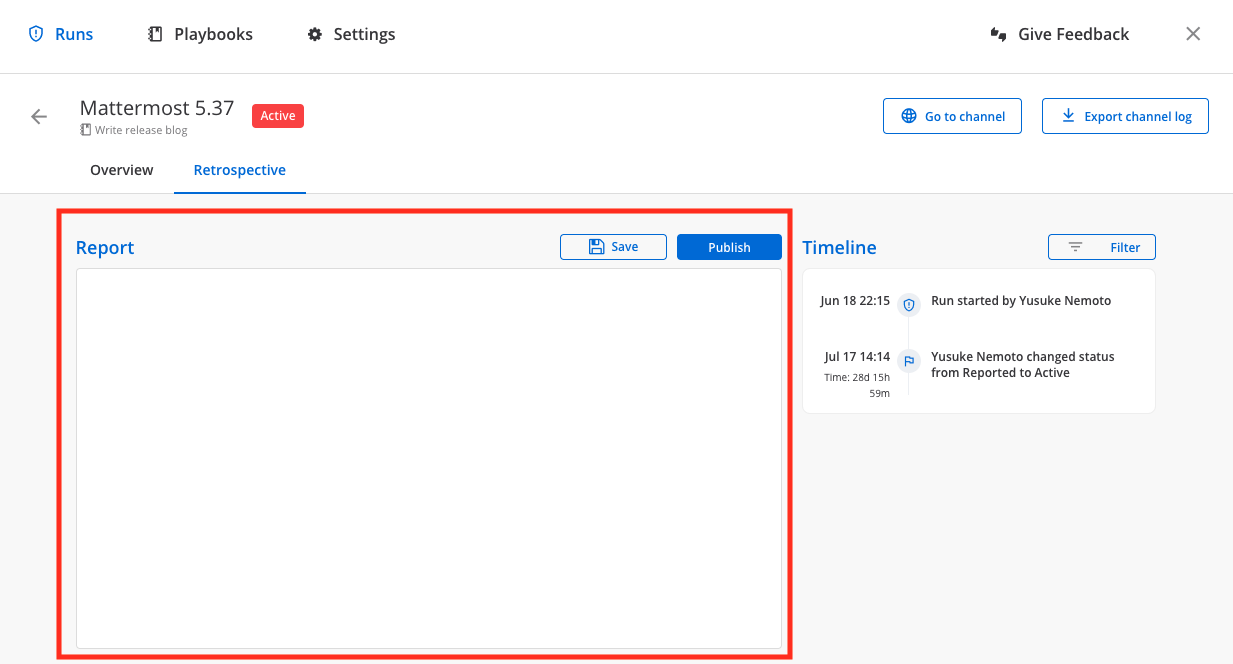 Runs
Playbooks
Settings
Give Feedback
Mattermost 5.37
Active
Write release blog
Go to channel
Export channel log
Overview
Retrospective
Report
Save
Publish
Timeline
Filter
Jun 18 22:15
Run started by Yusuke Nemoto
Jul 17 14:14
Time: 28d 15h
59m
Yusuke Nemoto changed status
from Reported to Active